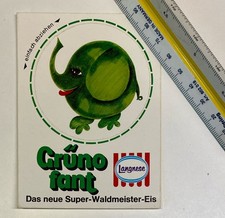 einfach abziehen
Grüno
fant
Langnese
Das neue Super-Waldmeister-Eis